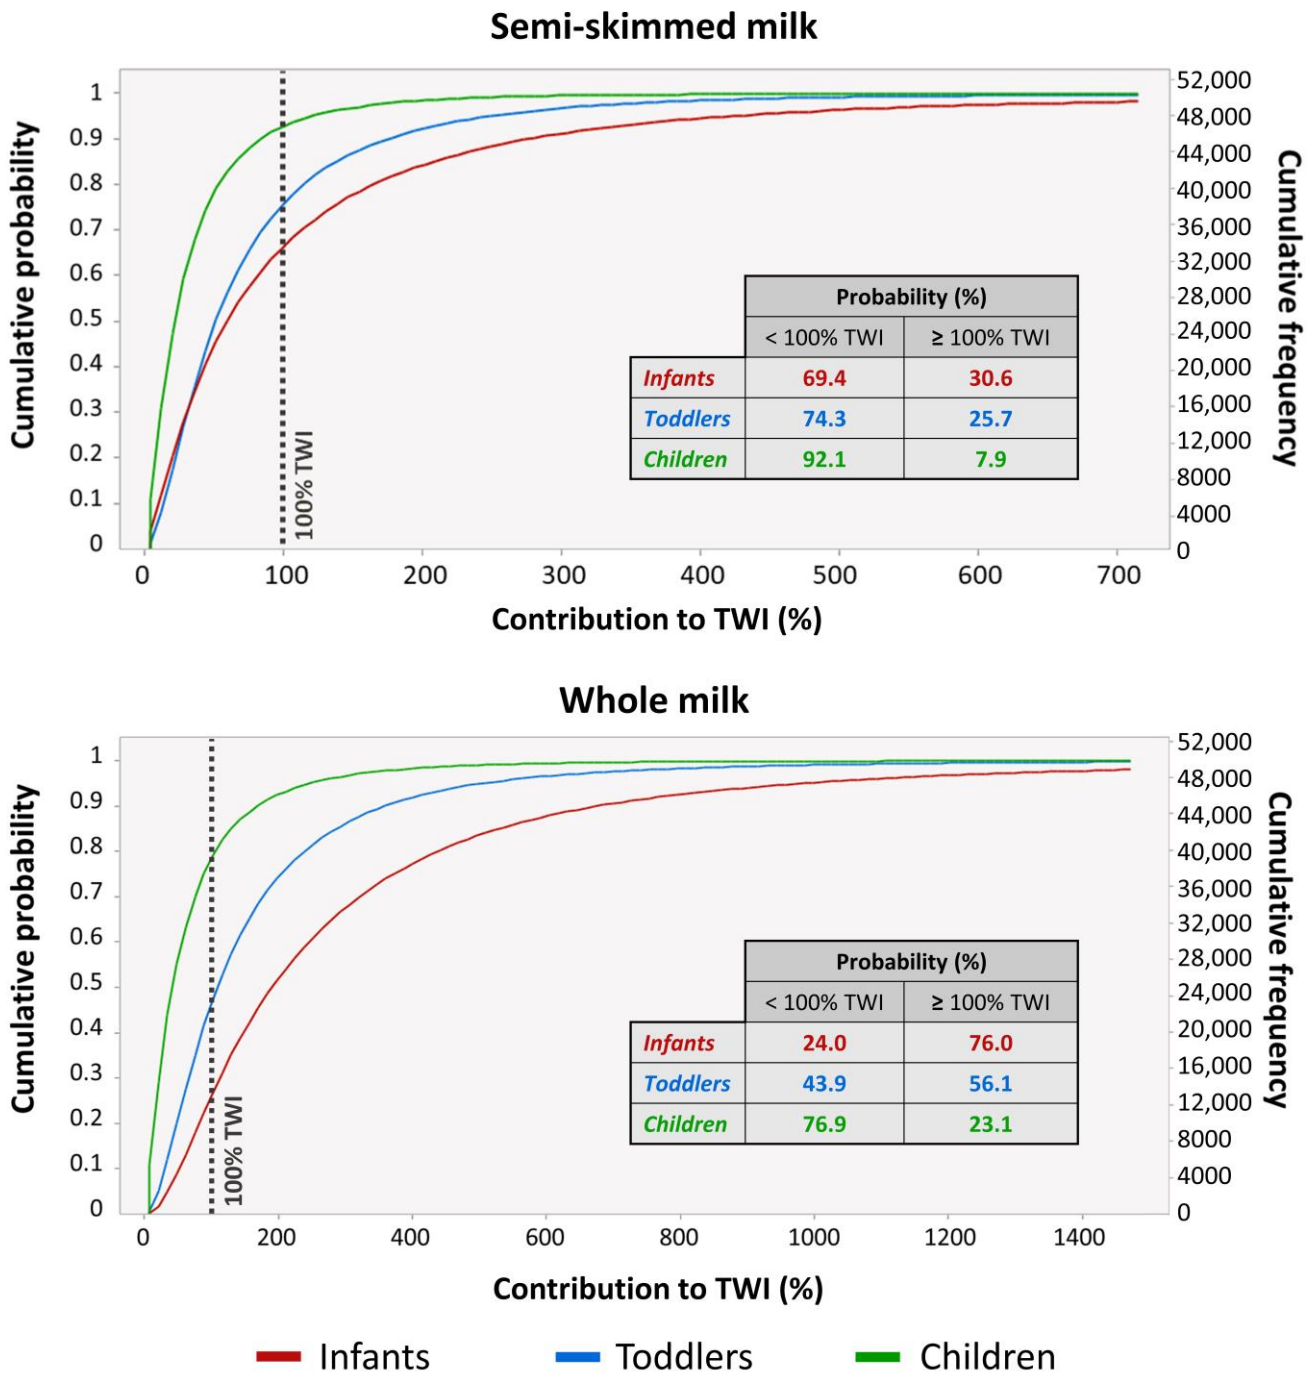 Semi-skimmed milk
Cumulative probability
1
0.9
0.8
0.7
0.6
0.5
0.4
0.3
0.2
0.1
0
52,000
48,000
44,000
40,000
36,000
32,000
28,000
24,000
20,000
16,000
12,000
8000
4000
0
Cumulative frequency
100% TWI
Probability (%)
< 100% TWI ≥ 100% TWI
Infants 69.4 30.6
Toddlers 74.3 25.7
Children 92.1 7.9
0 100 200 300 400 500 600 700
Contribution to TWI (%)
Whole milk
Cumulative probability
1
0.9
0.8
0.7
0.6
0.5
0.4
0.3
0.2
0.1
0
52,000
48,000
44,000
40,000
36,000
32,000
28,000
24,000
20,000
16,000
12,000
8000
4000
0
Cumulative frequency
100% TWI
Probability (%)
< 100% TWI ≥ 100% TWI
Infants 24.0 76.0
Toddlers 43.9 56.1
Children 76.9 23.1
0 200 400 600 800 1000 1200 1400
Contribution to TWI (%)
Infants Toddlers Children